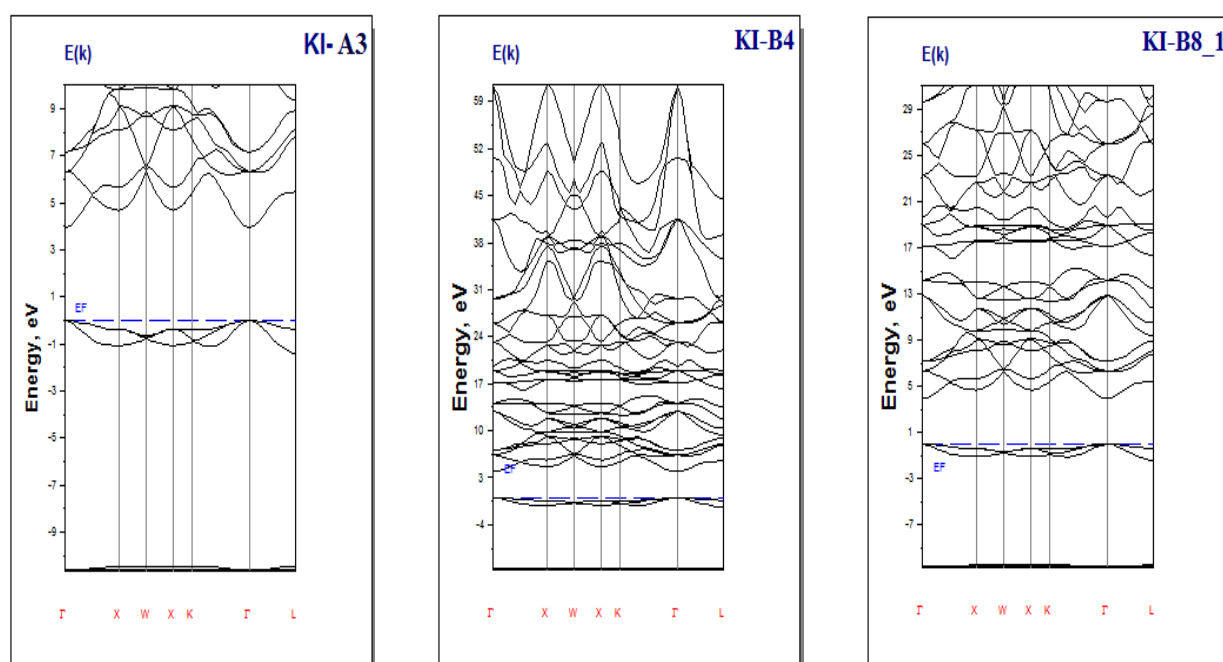 KI- A3
E(k)
Energy, eV
9
7
5
3
1
-1
-3
-5
-7
-9
EF
Γ X W X K Γ L
KI-B4
E(k)
Energy, eV
59
52
45
38
31
24
17
10
3
-4
EF
Γ X W X K Γ L
KI-B8_1
E(k)
Energy, eV
29
25
21
17
13
9
5
1
-3
-7
EF
Γ X W X K Γ L